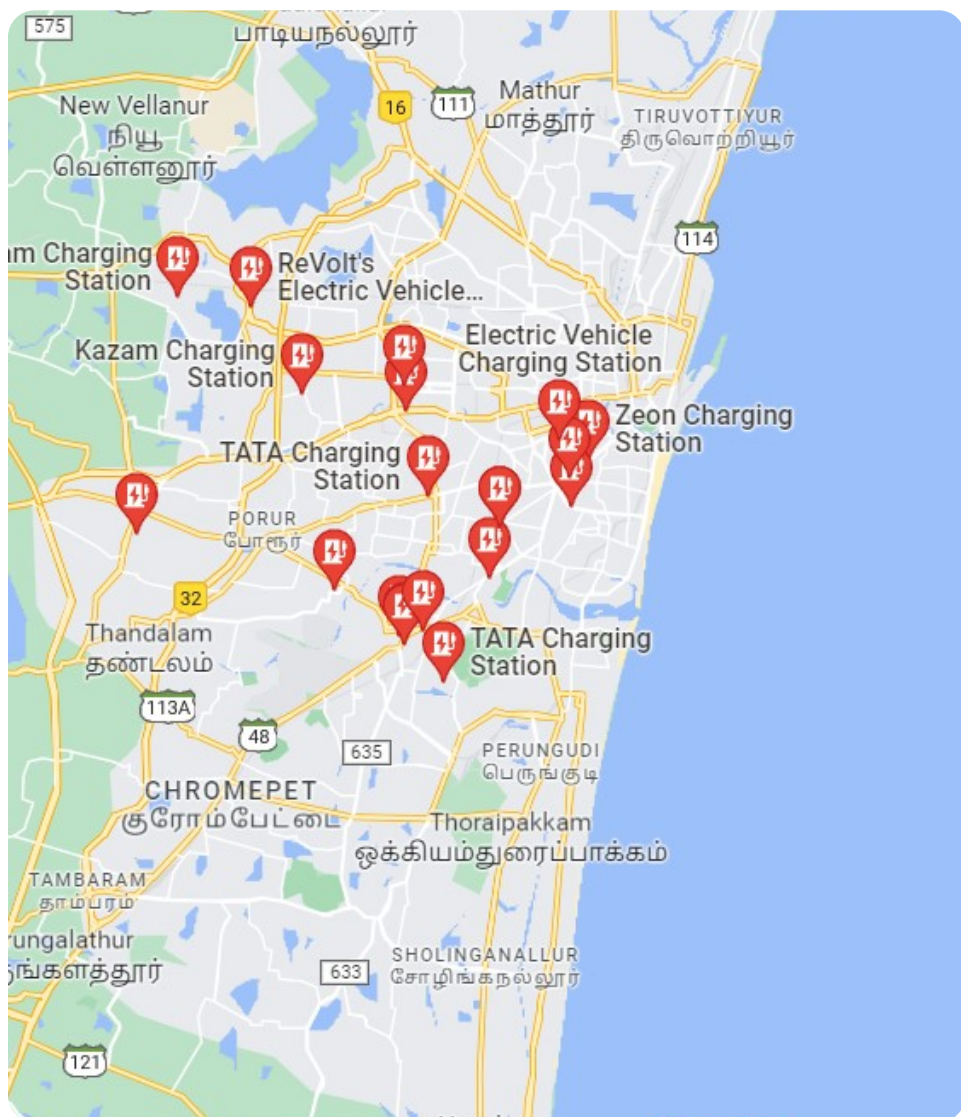 575
பாடியநல்லூர்
New Vellanur
நியூ
வெள்ளனூர்
16
111
Mathur
மாத்தூர்
TIRUVOTTIYUR
திருவொற்றியூர்
114
am Charging
Station
ReVolt's
Electric Vehicle...
Kazam Charging
Station
Electric Vehicle
Charging Station
Zeon Charging
Station
TATA Charging
Station
PORUR
போரூர்
32
Thandalam
தண்டலம்
TATA Charging
Station
113A
48
635
PERUNGUDI
பெருங்குடி
CHROMEPET
குரோம்பேட்டை
Thoraipakkam
ஒக்கியம்துரைப்பாக்கம்
TAMBARAM
தாம்பரம்
rungalathur
ங்களத்தூர்
SHOLINGANALLUR
சோழிங்கநல்லூர்
633
121